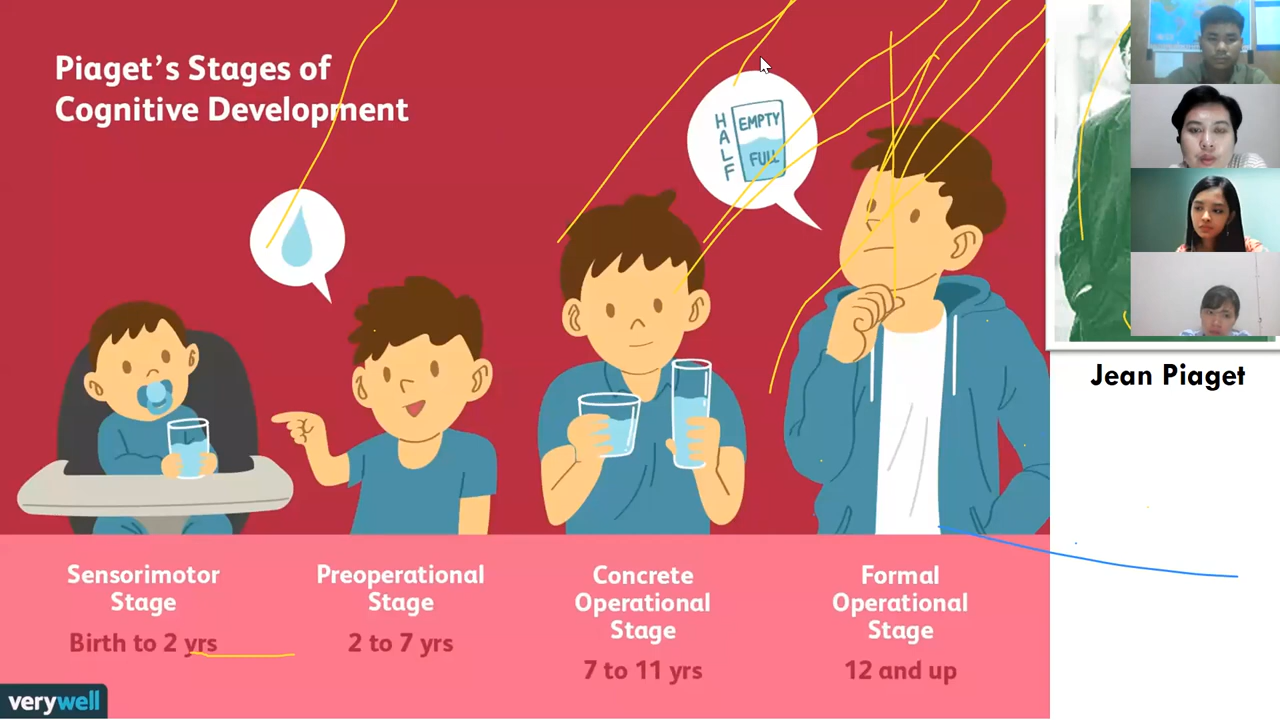 Piaget's Stages of
Cognitive Development
HALF
EMPTY
FULL
Sensorimotor
Stage
Birth to 2 yrs
Preoperational
Stage
2 to 7 yrs
Concrete
Operational
Stage
7 to 11 yrs
Formal
Operational
Stage
12 and up
verywell
Jean Piaget